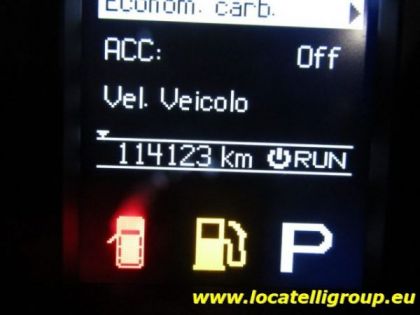 Econom. carb.
ACC: Off
Vel. Veicolo
114123 km RUN
P
www.locatelligroup.eu